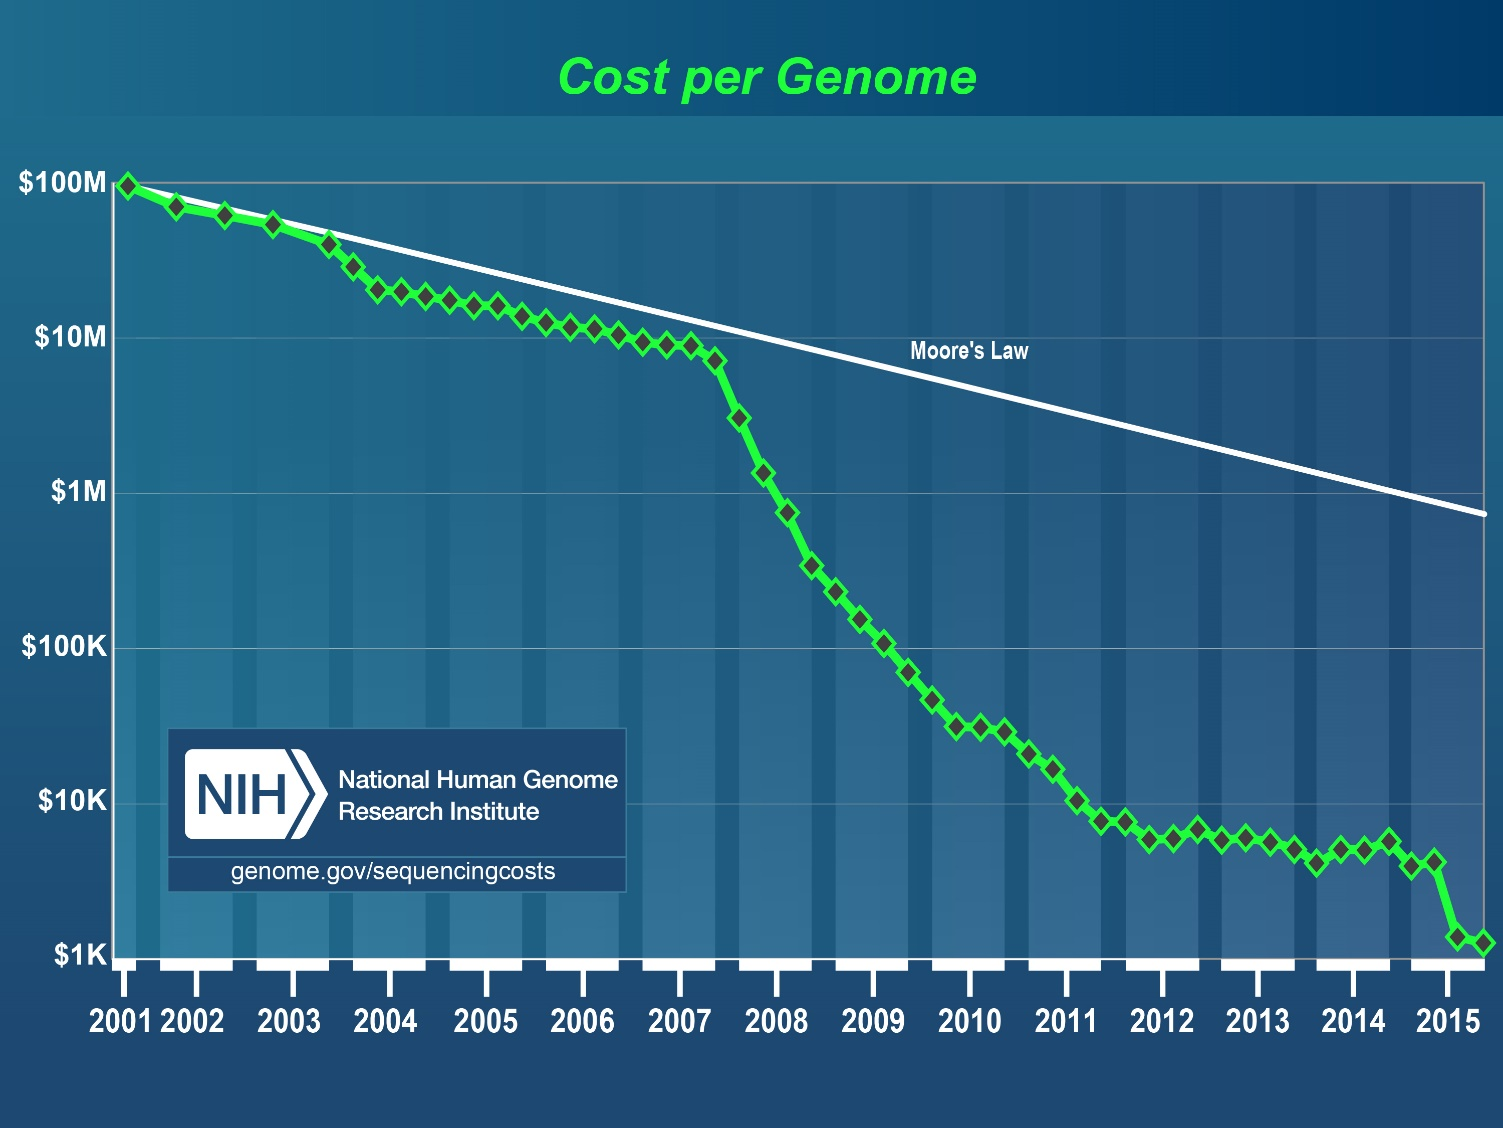 Cost per Genome
$100M
$10M
Moore's Law
$1M
$100K
$10K
$1K
NIH
National Human Genome
Research Institute
genome.gov/sequencingcosts
2001 2002 2003 2004 2005 2006 2007 2008 2009 2010 2011 2012 2013 2014 2015